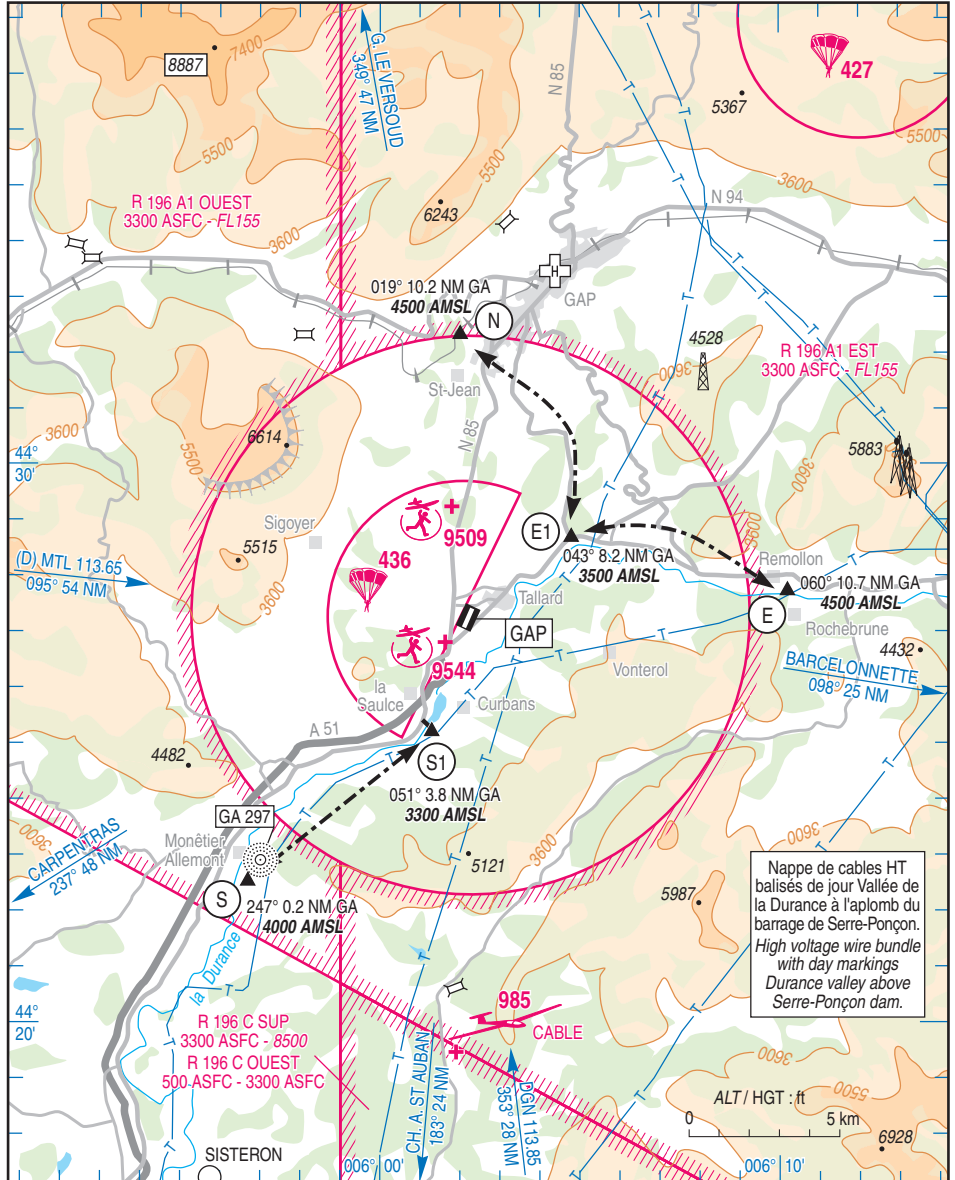 8887
7400
5500
G. LE VERSOUD
349° 47 NM
N 85
427
5367
5500
5500
3600
R 196 A1 OUEST
3300 ASFC - FL155
6243
N 94
3600
H
GAP
019° 10.2 NM GA
4500 AMSL
N
4528
3600
R 196 A1 EST
3300 ASFC - FL155
St-Jean
N 85
3600
6614
5500
5883
44°
30'
3600
Sigoyer
9509
E1
3600
5515
436
043° 8.2 NM GA
3500 AMSL
Remollon
(D) MTL 113.65
095° 54 NM
060° 10.7 NM GA
4500 AMSL
3600
Tallard
E
Rochebrune
GAP
9544
Vonterol
4432
la
Saulce
Curbans
BARCELONNETTE
098° 25 NM
A 51
4482
S1
051° 3.8 NM GA
3300 AMSL
GA 297
3600
3600
3600
Monêtier
Allemont
5121
CARPENTRAS
237° 48 NM
S
247° 0.2 NM GA
4000 AMSL
5987
Nappe de cables HT
balisés de jour Vallée de
la Durance à l'aplomb du
barrage de Serre-Ponçon.
High voltage wire bundle
with day markings
Durance valley above
Serre-Ponçon dam.
la Durance
985
CABLE
44°
20'
R 196 C SUP
3300 ASFC - 8500
R 196 C OUEST
500 ASFC - 3300 ASFC
3600
5500
CH. A. ST AUBAN
183° 24 NM
DGN 113.85
353° 28 NM
ALT / HGT : ft
0
5 km
6928
SISTERON
006° 00'
006° 10'